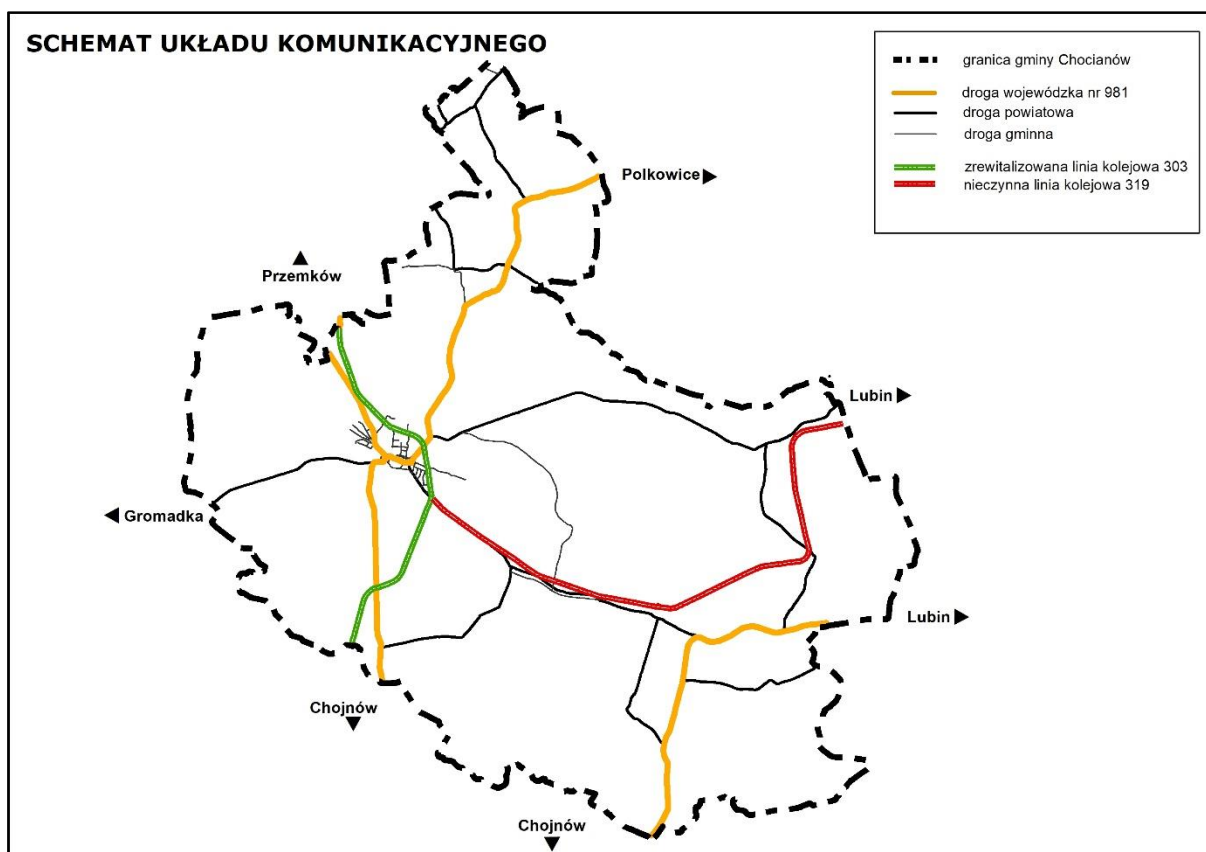 SCHEMAT UKŁADU KOMUNIKACYJNEGO
granica gminy Chocianów
droga wojewódzka nr 981
droga powiatowa
droga gminna
zrewitalizowana linia kolejowa 303
nieczynna linia kolejowa 319
Polkowice
Przemków
Lubin
Gromadka
Lubin
Chojnów
Chojnów